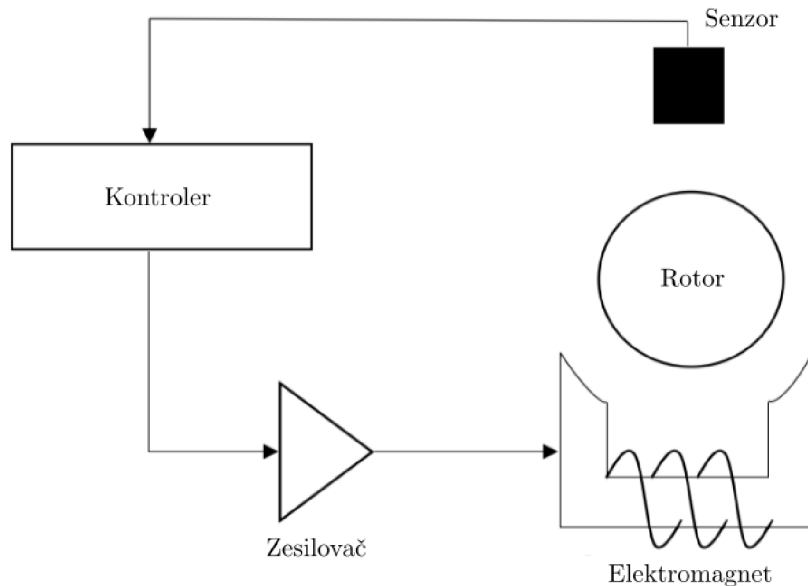 Senzor
Kontroler
Rotor
Zesilovač
Elektromagnet